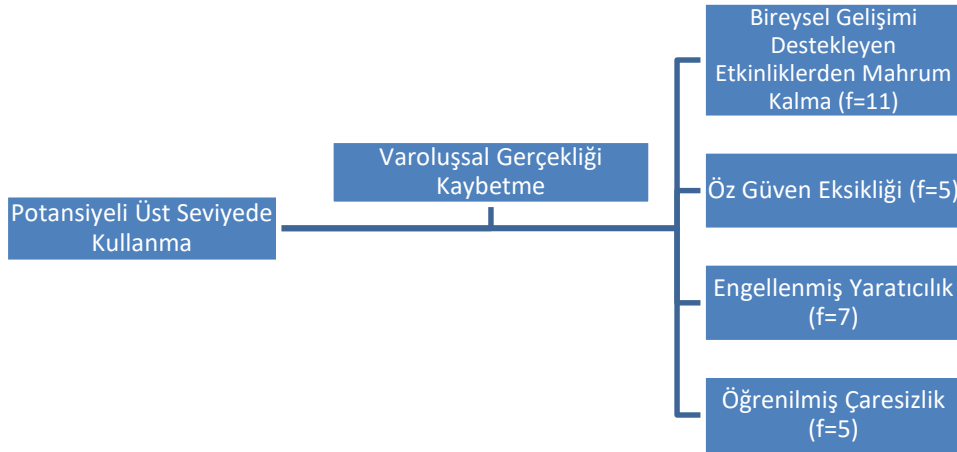 Potansiyeli Üst Seviyede
Kullanma
Varoluşsal Gerçekliği
Kaybetme
Bireysel Gelişimi
Destekleyen
Etkinliklerden Mahrum
Kalma (f=11)
Öz Güven Eksikliği (f=5)
Engellenmiş Yaratıcılık
(f=7)
Öğrenilmiş Çaresizlik
(f=5)